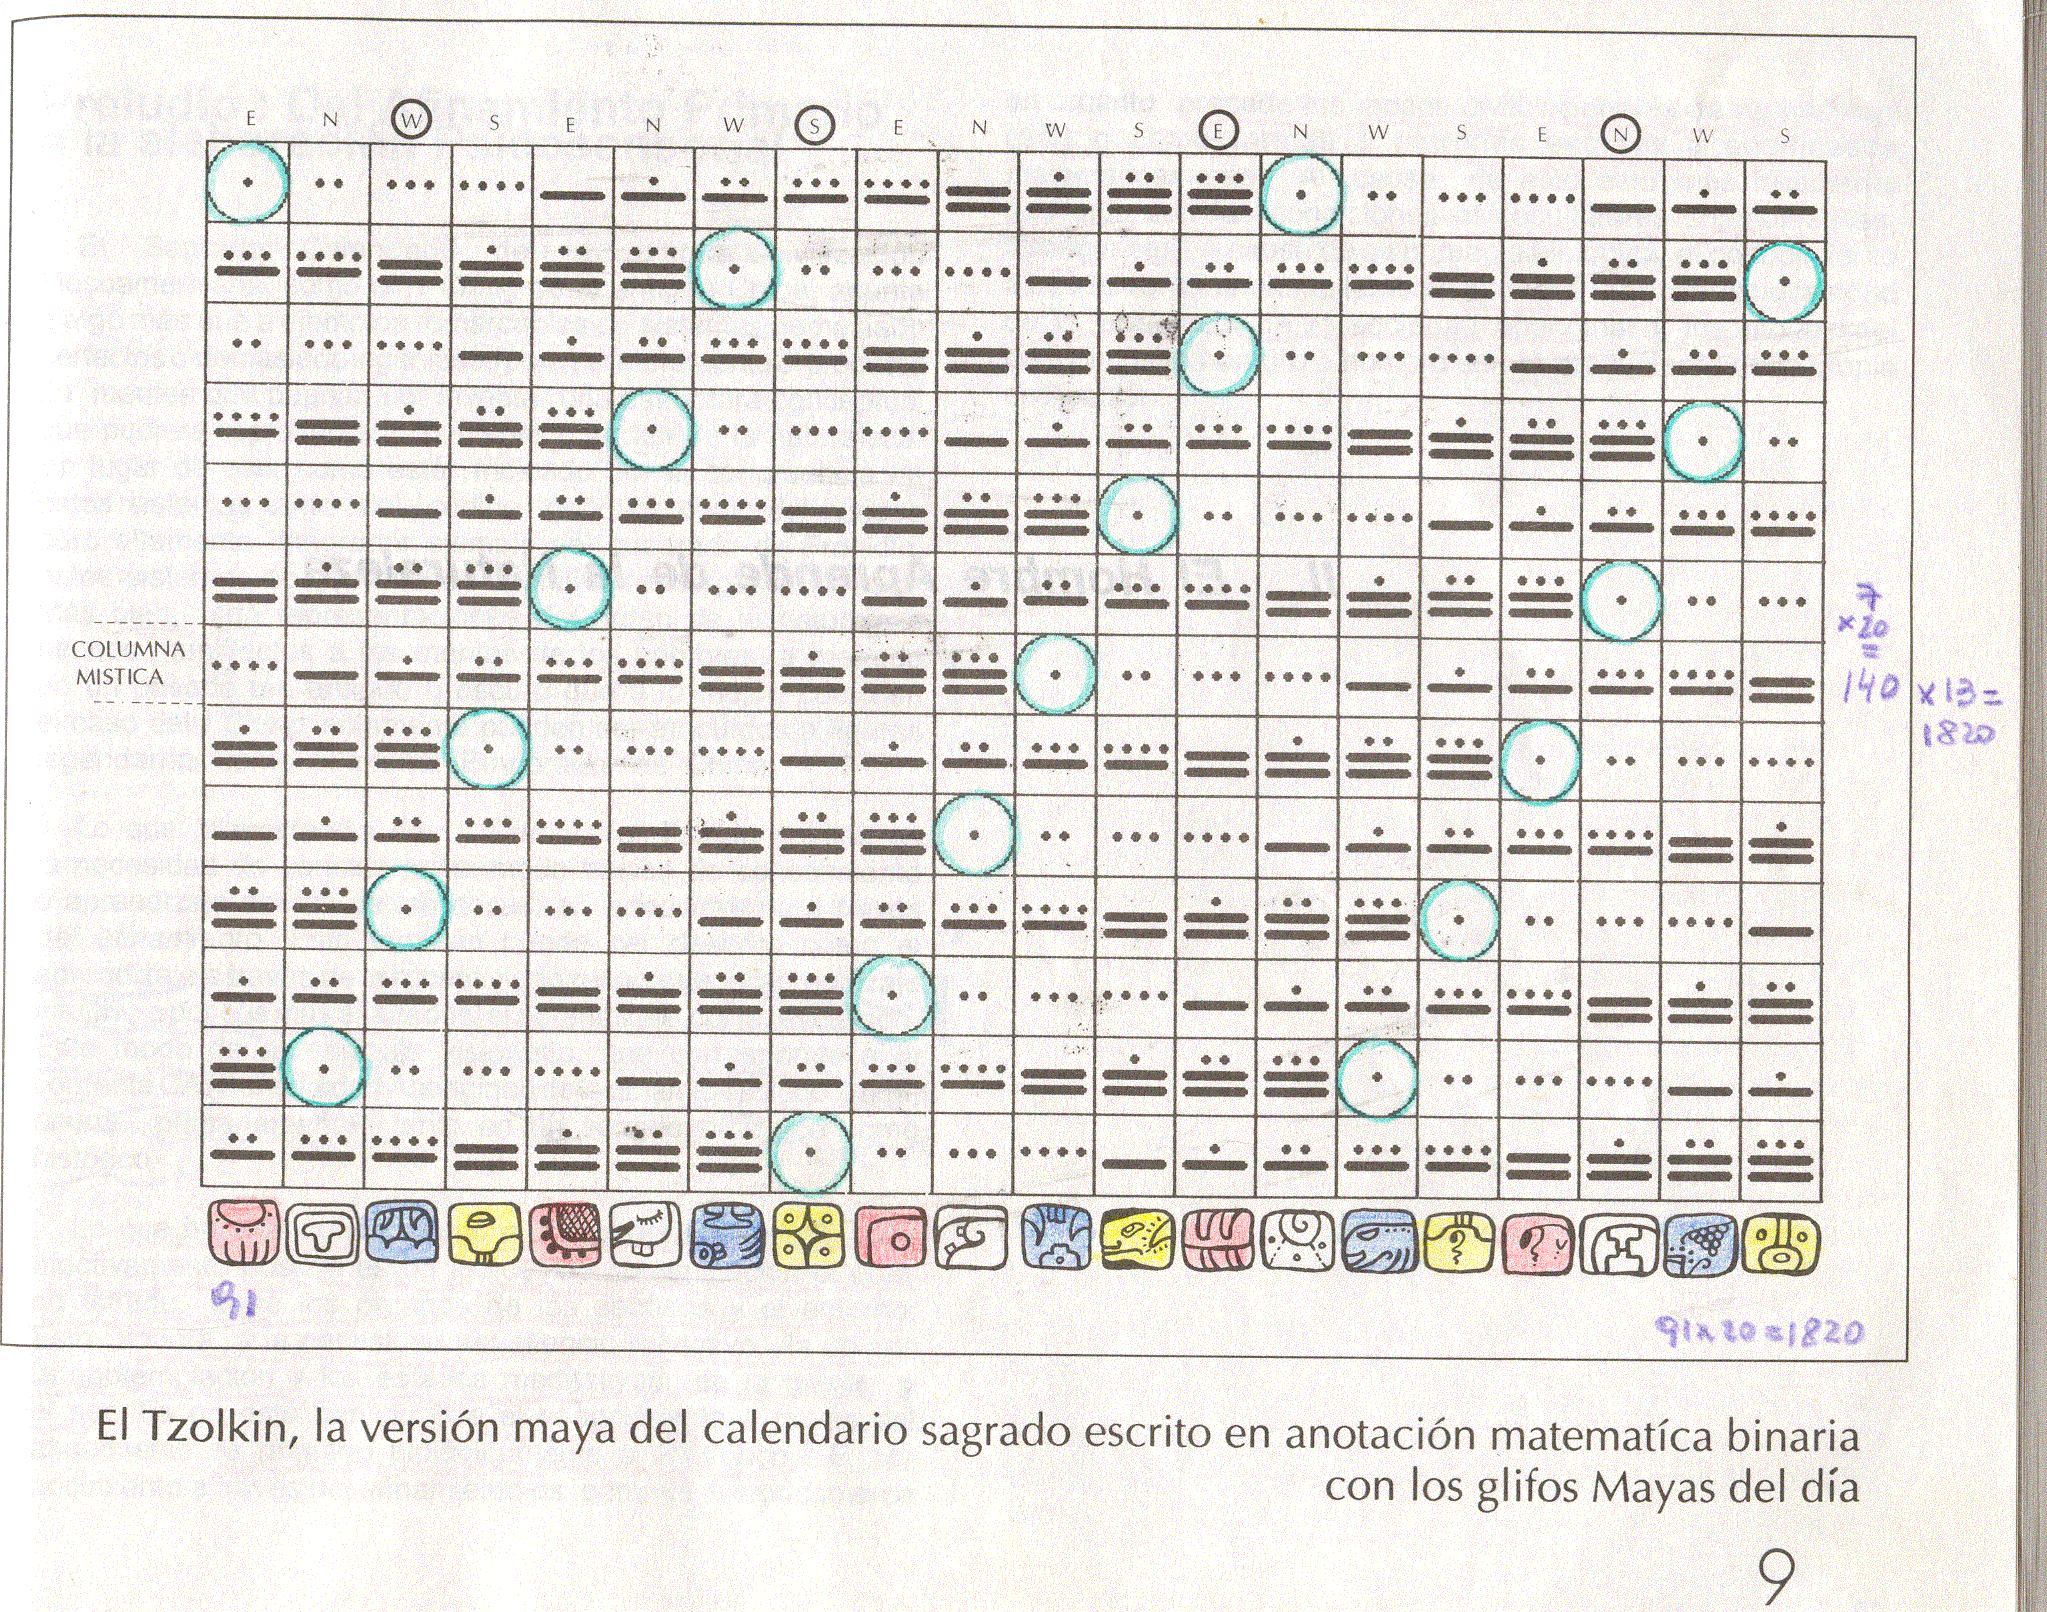 E N W S E N W S E N W S E N W S E N W S
COLUMNA
MISTICA
7
×20
=
140 ×13=
1820
91
91×20=1820
El Tzolkin, la versión maya del calendario sagrado escrito en anotación matematíca binaria
con los glifos Mayas del día
9